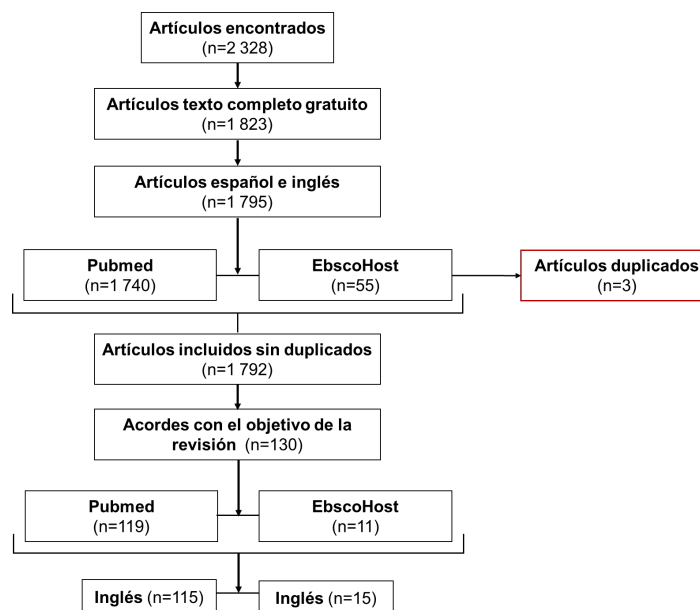 Artículos encontrados
(n=2 328)
Artículos texto completo gratuito
(n=1 823)
Artículos español e inglés
(n=1 795)
Pubmed
(n=1 740)
EbscoHost
(n=55)
Artículos duplicados
(n=3)
Artículos incluidos sin duplicados
(n=1 792)
Acordes con el objetivo de la
revisión (n=130)
Pubmed
(n=119)
EbscoHost
(n=11)
Inglés (n=115)
Inglés (n=15)